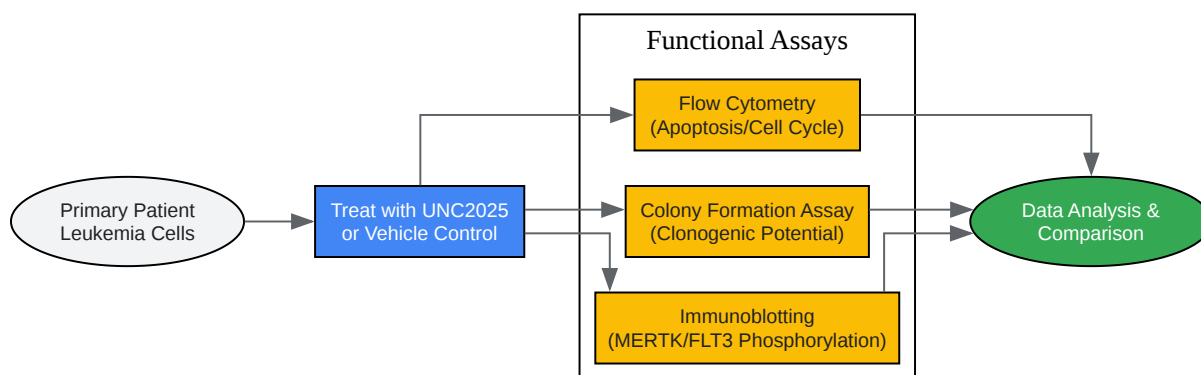 Functional Assays
Flow Cytometry
(Apoptosis/Cell Cycle)
Primary Patient
Leukemia Cells
Treat with UNC2025
or Vehicle Control
Colony Formation Assay
(Clonogenic Potential)
Data Analysis &
Comparison
Immunoblotting
(MERTK/FLT3 Phosphorylation)